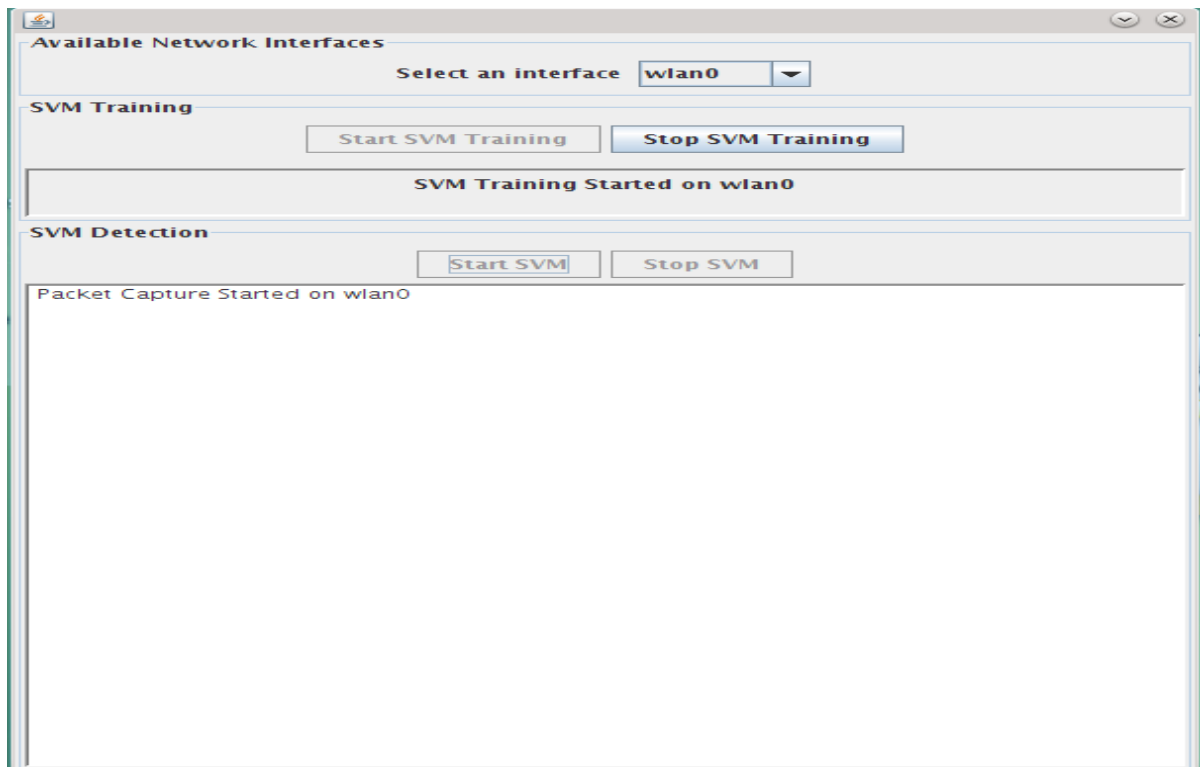 Available Network Interfaces
Select an interface wlan0
SVM Training
Start SVM Training Stop SVM Training
SVM Training Started on wlan0
SVM Detection
Start SVM Stop SVM
Packet Capture Started on wlan0